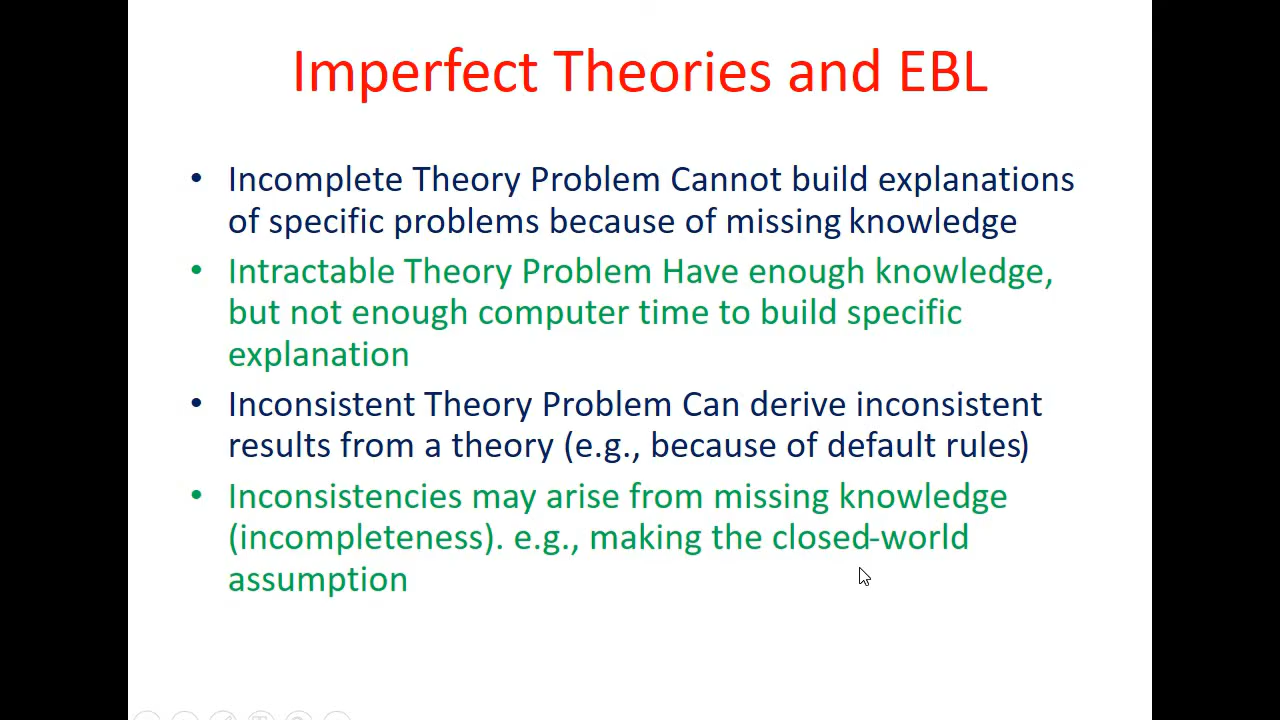 Imperfect Theories and EBL
• Incomplete Theory Problem Cannot build explanations
of specific problems because of missing knowledge
• Intractable Theory Problem Have enough knowledge,
but not enough computer time to build specific
explanation
• Inconsistent Theory Problem Can derive inconsistent
results from a theory (e.g., because of default rules)
• Inconsistencies may arise from missing knowledge
(incompleteness). e.g., making the closed-world
assumption